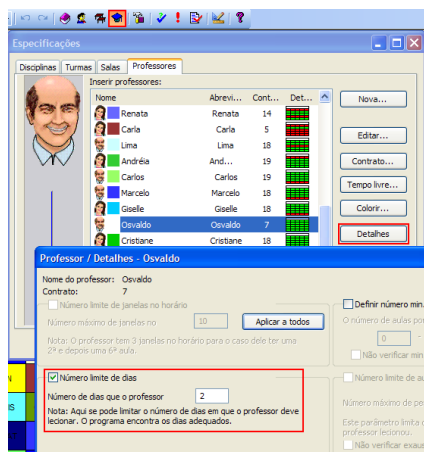 Especificações
Disciplinas Turmas Salas Professores
Inserir professores:
Nome Abrevi... Cont... Det...
Renata Renata 14
Carla Carla 5
Lima Lima 18
Andréia And... 19
Carlos Carlos 19
Marcelo Marcelo 18
Giselle Giselle 18
Osvaldo Osvaldo 7
Cristiane Cristiane 18
Nova...
Editar...
Contrato...
Tempo livre...
Colorir...
Detalhes
Professor / Detalhes - Osvaldo
Nome do professor: Osvaldo
Contrato: 7
Número limite de janelas no horário
Número máximo de janelas no 10 Aplicar a todos
Nota: O professor tem 3 janelas no horário para o caso dele ter uma
2ª e depois uma 6ª aula.
Definir número min.
O número de aulas por
0 -
Não verificar min
Número limite de dias
Número de dias que o professor 2
Nota: Aqui se pode limitar o número de dias em que o professor deve
lecionar. O programa encontra os dias adequados.
Número limite de au
Número máximo de pe
Este parâmetro limita o
professor lecionou.
Não verificar exaus